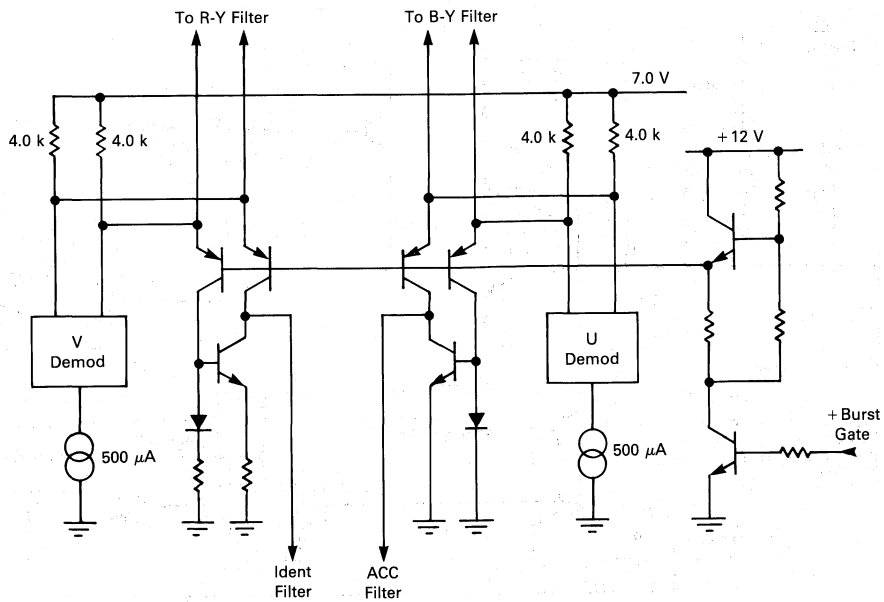 To R-Y Filter
To B-Y Filter
7.0 V
4.0 k
4.0 k
4.0 k
4.0 k
+12 V
V
Demod
U
Demod
+ Burst
Gate
500 μA
500 μA
Ident
Filter
ACC
Filter